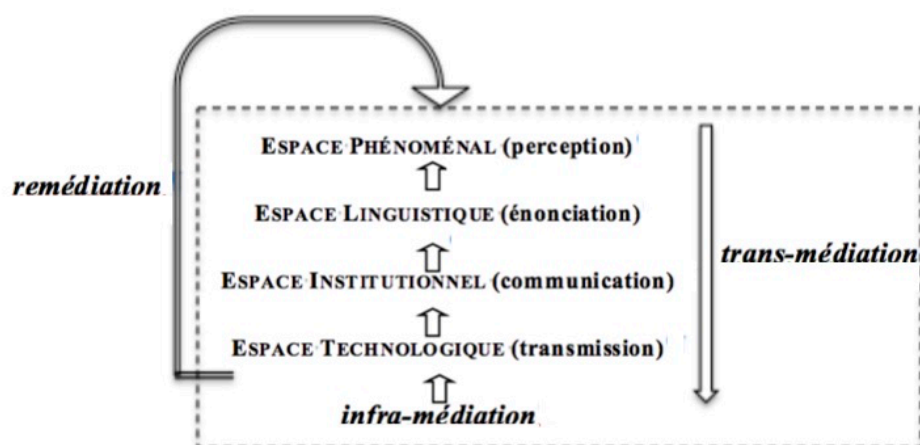 ESPACE PHÉNOMÉNAL (perception)
remédiation
ESPACE LINGUISTIQUE (énonciation)
trans-médiation
ESPACE INSTITUTIONNEL (communication)
ESPACE TECHNOLOGIQUE (transmission)
infra-médiation